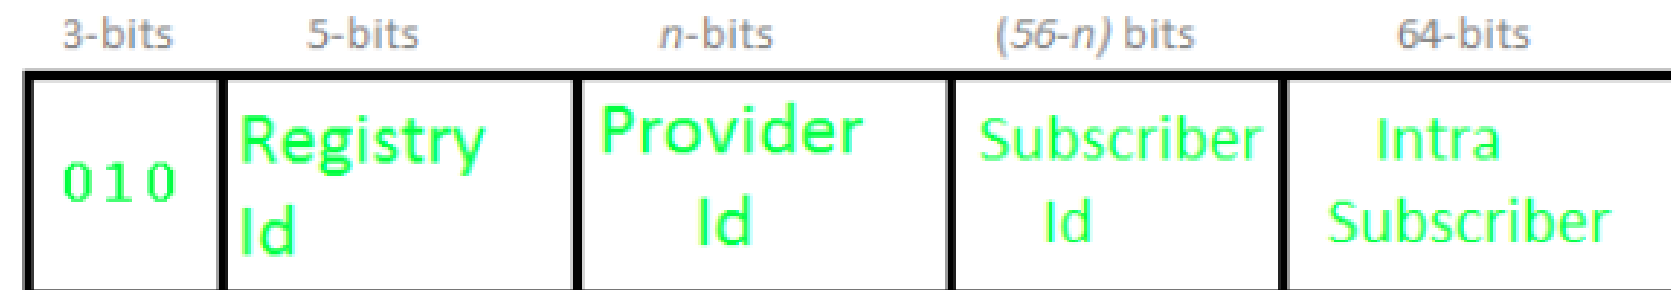 3-bits 5-bits n-bits (56-n) bits 64-bits
010
Registry
Id
Provider
Id
Subscriber
Id
Intra
Subscriber